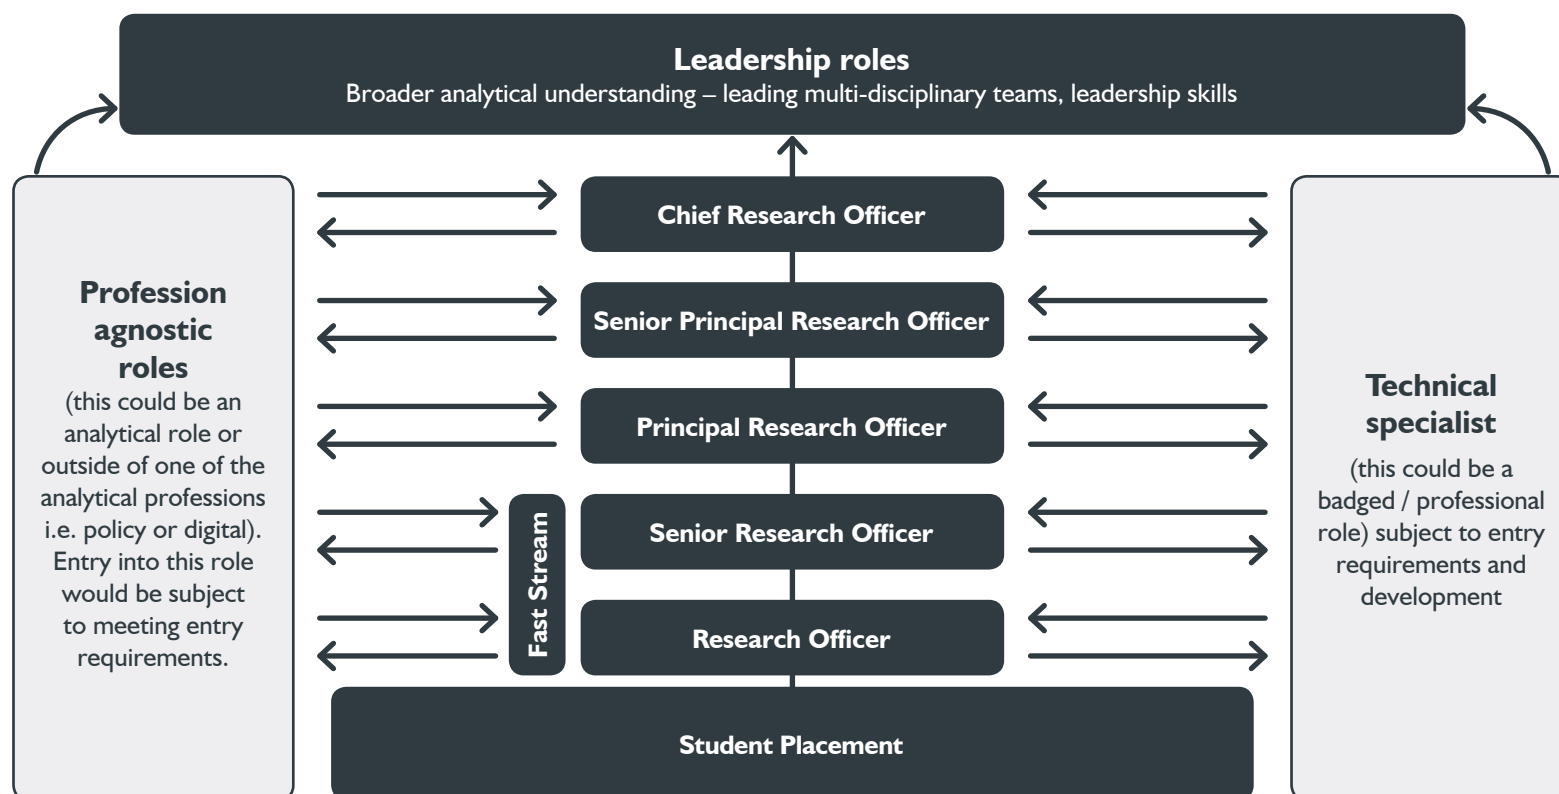 Leadership roles
Broader analytical understanding – leading multi-disciplinary teams, leadership skills
Profession
agnostic
roles
(this could be an
analytical role or
outside of one of the
analytical professions
i.e. policy or digital).
Entry into this role
would be subject
to meeting entry
requirements.
Chief Research Officer
Senior Principal Research Officer
Principal Research Officer
Senior Research Officer
Research Officer
Fast Stream
Student Placement
Technical
specialist
(this could be a
badged / professional
role) subject to entry
requirements and
development